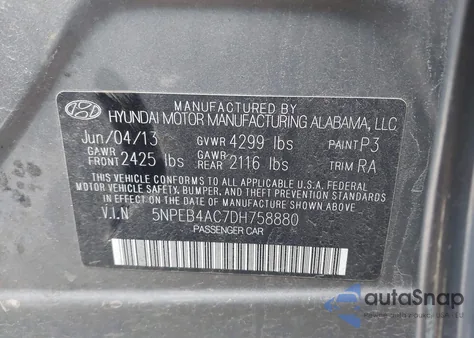 MANUFACTURED BY
HYUNDAI MOTOR MANUFACTURING ALABAMA, LLC
Jun/04/13 GVWR 4299 lbs PAINT P3
GAWR FRONT 2425 lbs GAWR REAR 2116 lbs TRIM RA
THIS VEHICLE CONFORMS TO ALL APPLICABLE U.S.A. FEDERAL
MOTOR VEHICLE SAFETY, BUMPER, AND THEFT PREVENTION STANDARDS
IN EFFECT ON THE DATE OF MANUFACTURE SHOWN ABOVE.
V.I.N 5NPEB4AC7DH758880
PASSENGER CAR
autoSnap